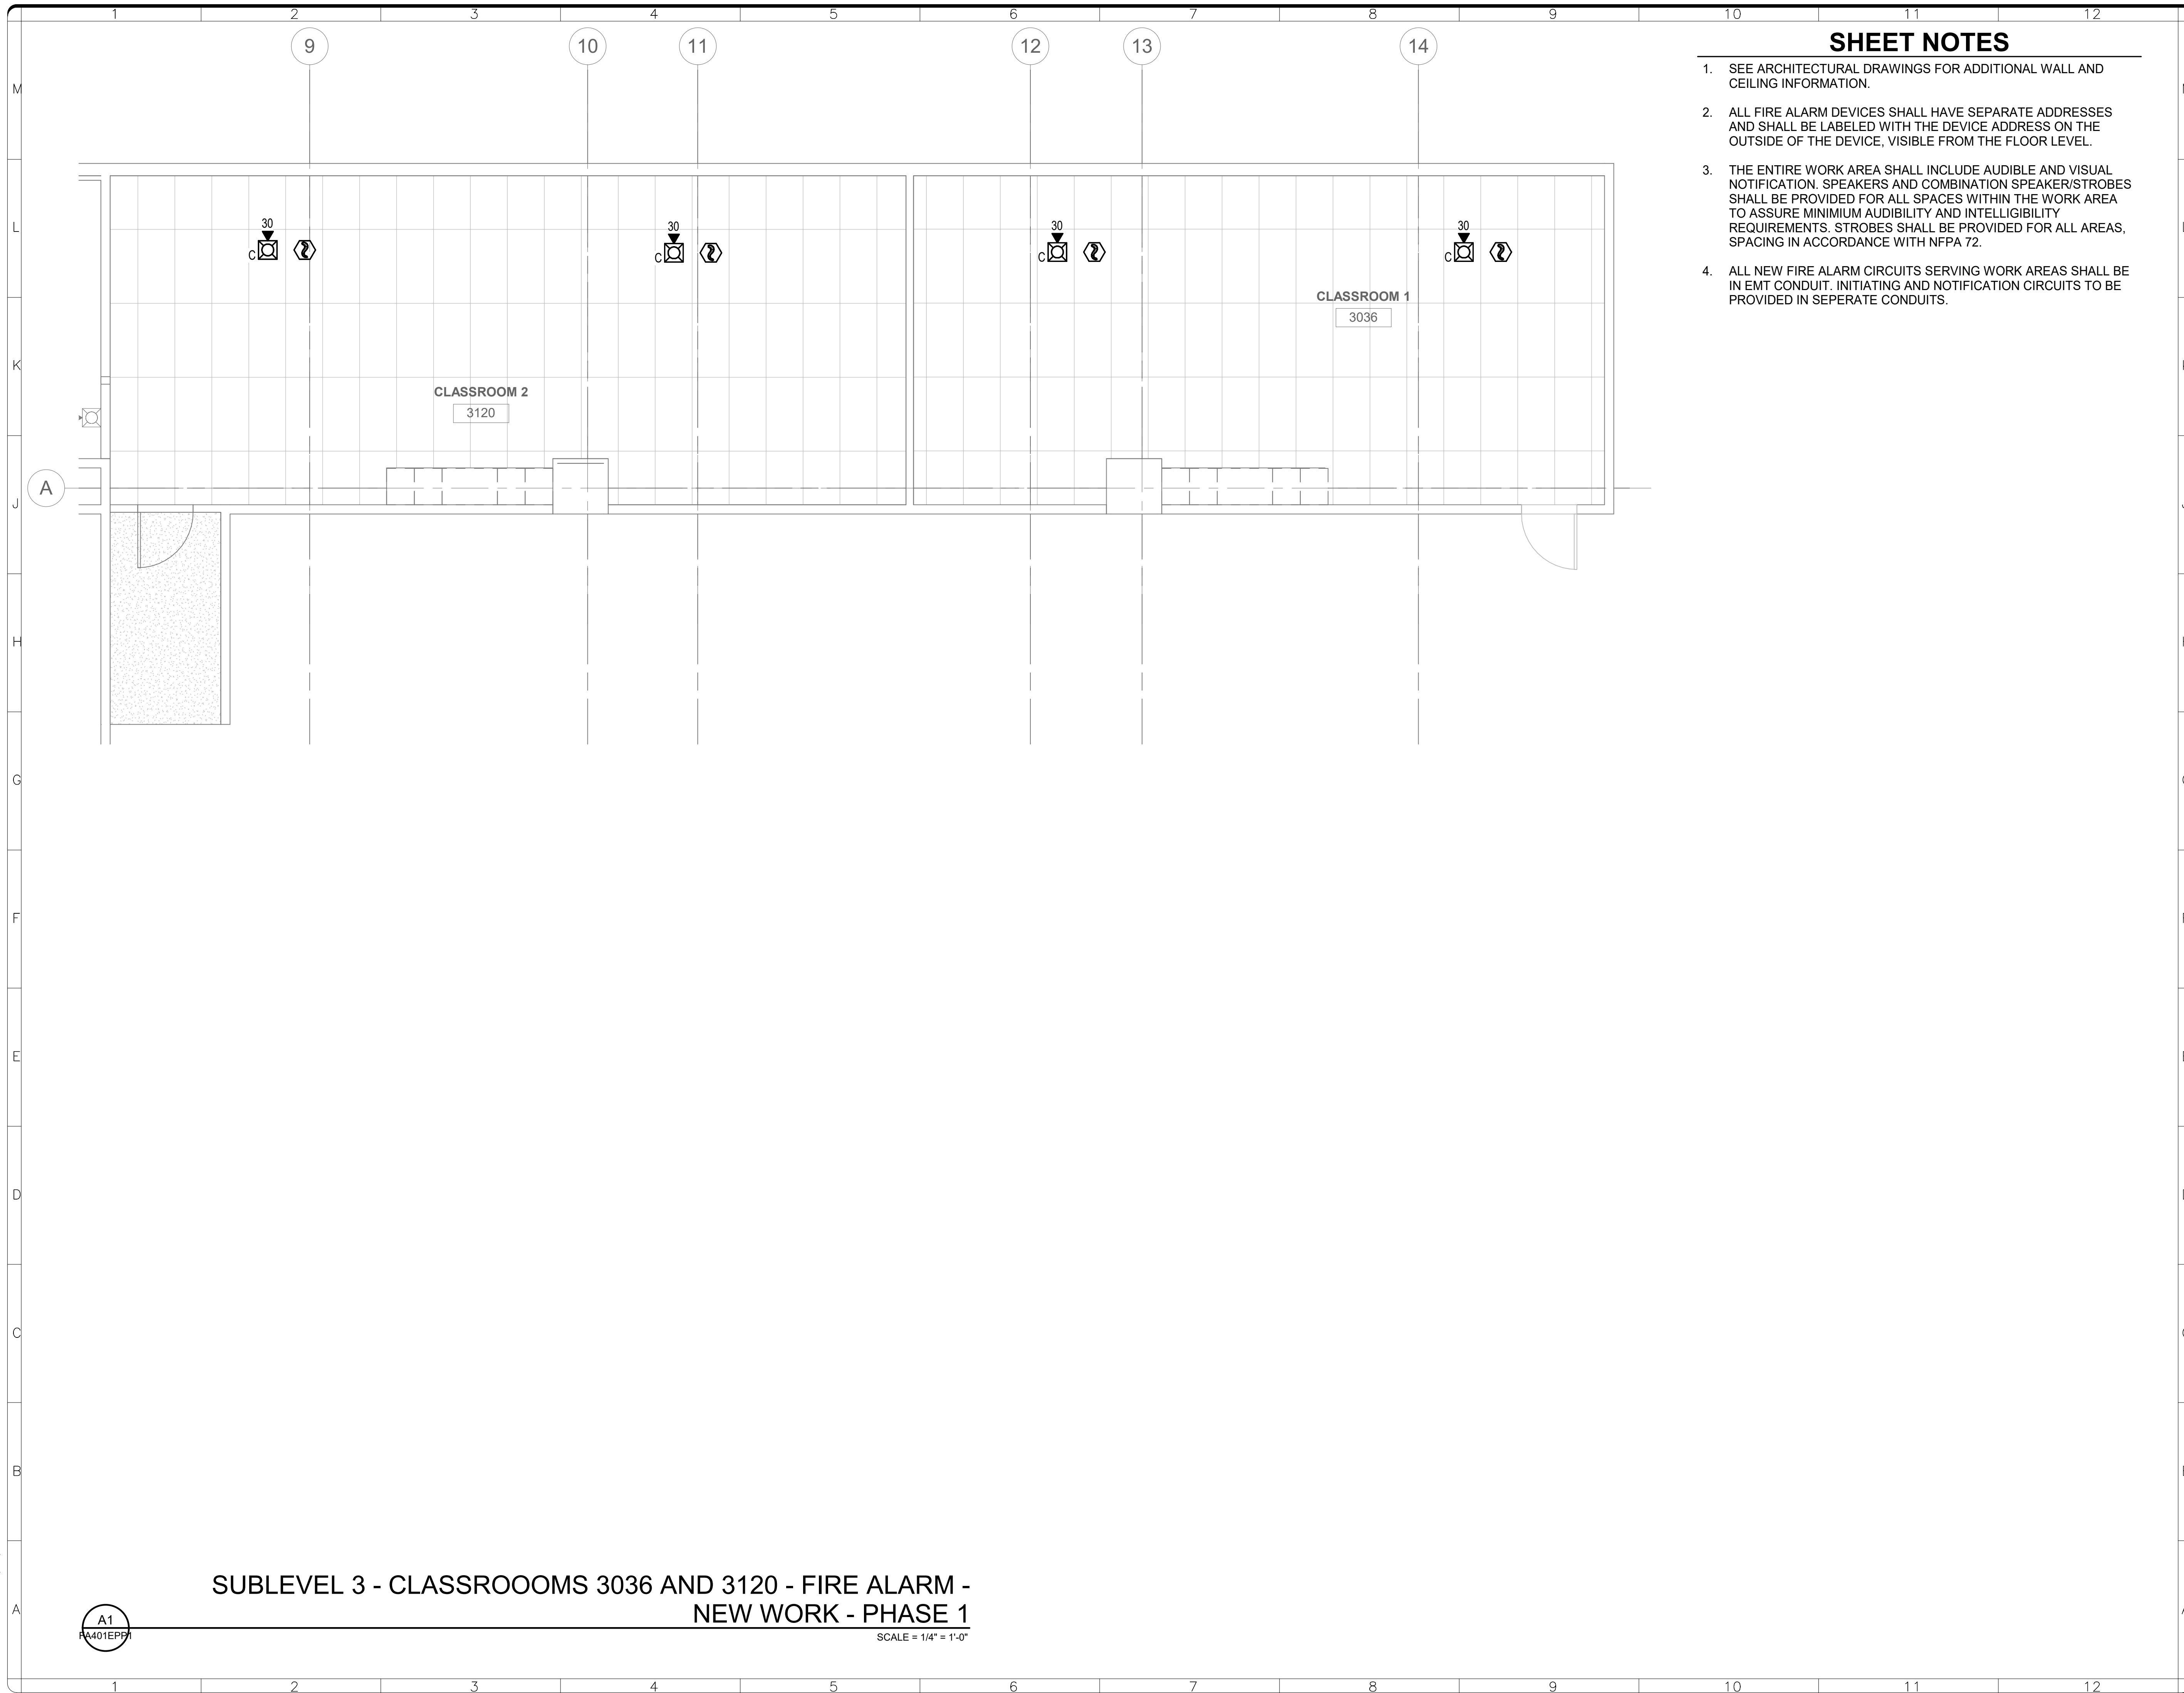 1 2 3 4 5 6 7 8 9 10 11 12
9 10 11 12 13 14
SHEET NOTES
1. SEE ARCHITECTURAL DRAWINGS FOR ADDITIONAL WALL AND
CEILING INFORMATION.
2. ALL FIRE ALARM DEVICES SHALL HAVE SEPARATE ADDRESSES
AND SHALL BE LABELED WITH THE DEVICE ADDRESS ON THE
OUTSIDE OF THE DEVICE, VISIBLE FROM THE FLOOR LEVEL.
3. THE ENTIRE WORK AREA SHALL INCLUDE AUDIBLE AND VISUAL
NOTIFICATION. SPEAKERS AND COMBINATION SPEAKER/STROBES
SHALL BE PROVIDED FOR ALL SPACES WITHIN THE WORK AREA
TO ASSURE MINIMIUM AUDIBILITY AND INTELLIGIBILITY
REQUIREMENTS. STROBES SHALL BE PROVIDED FOR ALL AREAS,
SPACING IN ACCORDANCE WITH NFPA 72.
4. ALL NEW FIRE ALARM CIRCUITS SERVING WORK AREAS SHALL BE
IN EMT CONDUIT. INITIATING AND NOTIFICATION CIRCUITS TO BE
PROVIDED IN SEPERATE CONDUITS.
M
L
30 30 30 30
C C C C
CLASSROOM 1
3036
K
CLASSROOM 2
3120
A
J
H
G
F
E
D
C
B
A
SUBLEVEL 3 - CLASSROOOMS 3036 AND 3120 - FIRE ALARM -
NEW WORK - PHASE 1
A1
FA401EPP1
SCALE = 1/4" = 1'-0"
1 2 3 4 5 6 7 8 9 10 11 12